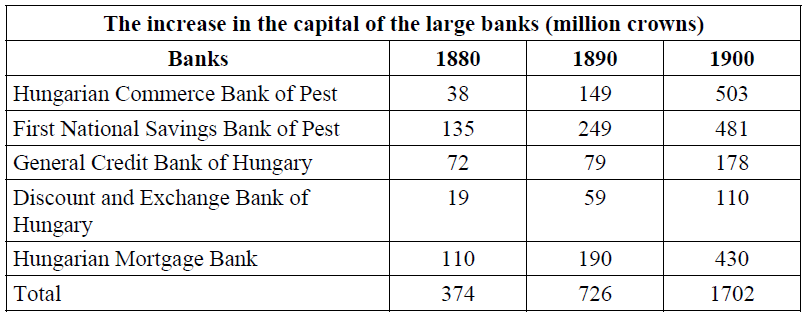 The increase in the capital of the large banks (million crowns)
Banks 1880 1890 1900
Hungarian Commerce Bank of Pest 38 149 503
First National Savings Bank of Pest 135 249 481
General Credit Bank of Hungary 72 79 178
Discount and Exchange Bank of 19 59 110
Hungary
Hungarian Mortgage Bank 110 190 430
Total 374 726 1702